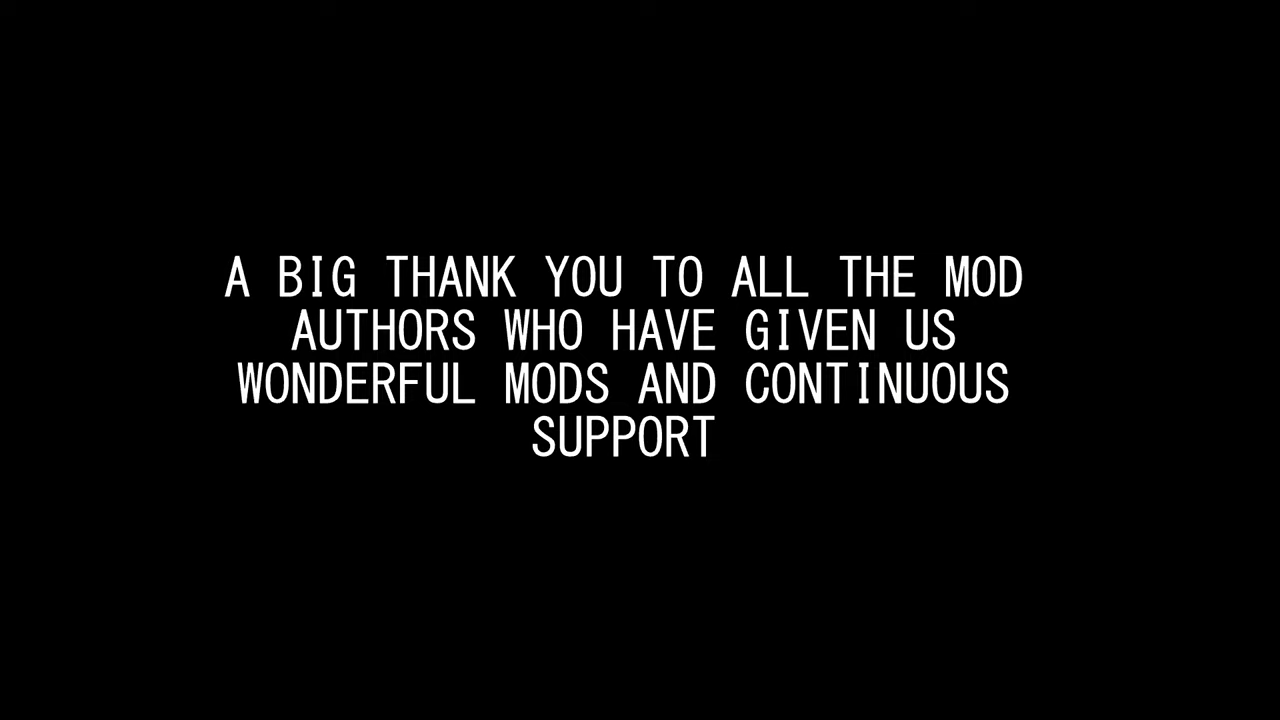 A BIG THANK YOU TO ALL THE MOD
AUTHORS WHO HAVE GIVEN US
WONDERFUL MODS AND CONTINUOUS
SUPPORT